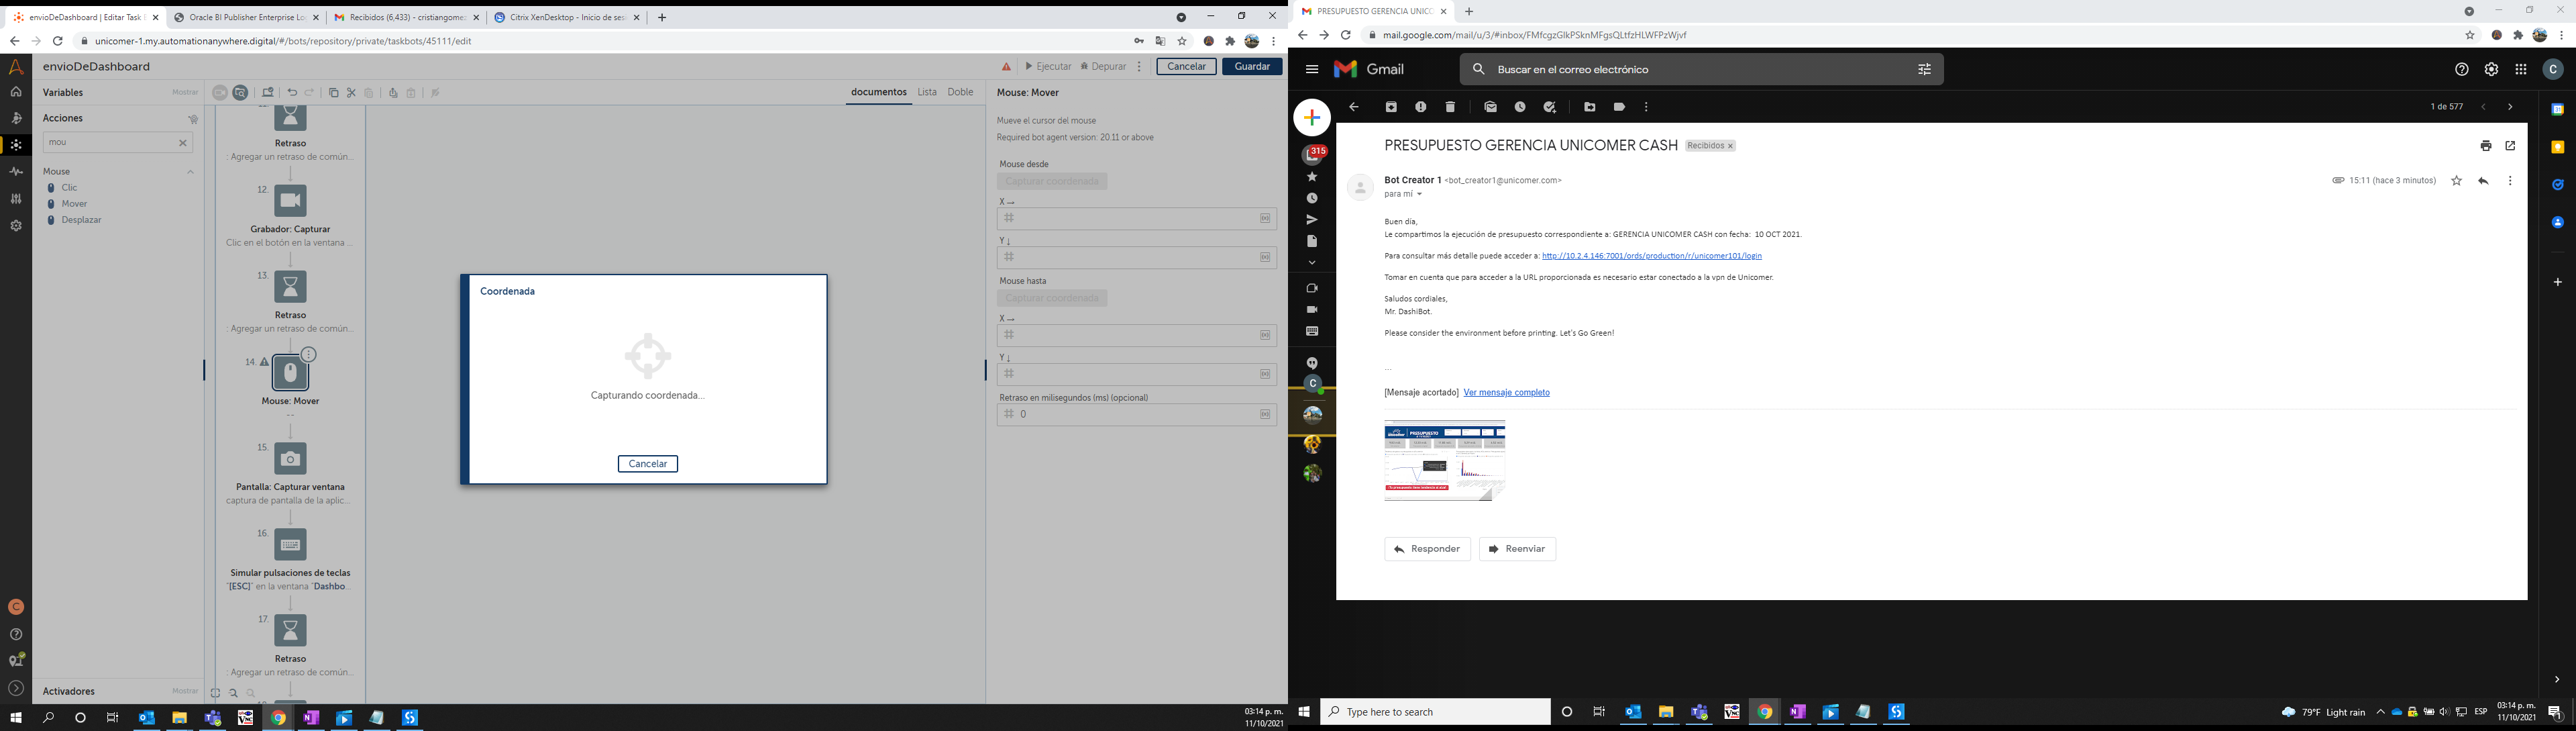 envioDeDashboard | Editar Task
Oracle BI Publisher Enterprise Lo
Recibidos (6,433) - cristiangomez
Citrix XenDesktop - Inicio de ses
unicomer-1.my.automationanywhere.digital/#/bots/repository/private/taskbots/45111/edit
envioDeDashboard
Ejecutar
Depurar
Cancelar
Guardar
Variables
Mostrar
documentos
Lista
Doble
Acciones
mou
Mouse
Clic
Mover
Desplazar
Activadores
Mostrar
Retraso
: Agregar un retraso de común...
12.
Grabador: Capturar
Clic en el botón en la ventana ...
13.
Retraso
: Agregar un retraso de común...
14.
Mouse: Mover
--
15.
Pantalla: Capturar ventana
captura de pantalla de la aplic...
16.
Simular pulsaciones de teclas
"[ESC]" en la ventana "Dashbo...
17.
Retraso
: Agregar un retraso de común...
Coordenada
Capturando coordenada...
Cancelar
Mouse: Mover
Mueve el cursor del mouse
Required bot agent version: 20.11 or above
Mouse desde
Capturar coordenada
X →
Y ↓
Mouse hasta
Capturar coordenada
X →
Y ↓
Retraso en milisegundos (ms) (opcional)
0
03:14 p. m.
11/10/2021
PRESUPUESTO GERENCIA UNICO
mail.google.com/mail/u/3/#inbox/FMfcgzGlkPSknMFgsQLtfzHLWFPzWjvf
Gmail
Buscar en el correo electrónico
C
1 de 577
315
C
PRESUPUESTO GERENCIA UNICOMER CASH
Recibidos x
Bot Creator 1 <bot_creator1@unicomer.com>
para mí
15:11 (hace 3 minutos)
Buen día,
Le compartimos la ejecución de presupuesto correspondiente a: GERENCIA UNICOMER CASH con fecha: 10 OCT 2021.
Para consultar más detalle puede acceder a: http://10.2.4.146:7001/ords/production/r/unicomer101/login
Tomar en cuenta que para acceder a la URL proporcionada es necesario estar conectado a la vpn de Unicomer.
Saludos cordiales,
Mr. DashiBot.
Please consider the environment before printing. Let's Go Green!
...
[Mensaje acortado] Ver mensaje completo
PRESUPUESTO
Responder
Reenviar
Type here to search
79°F Light rain
ESP
03:14 p. m.
11/10/2021